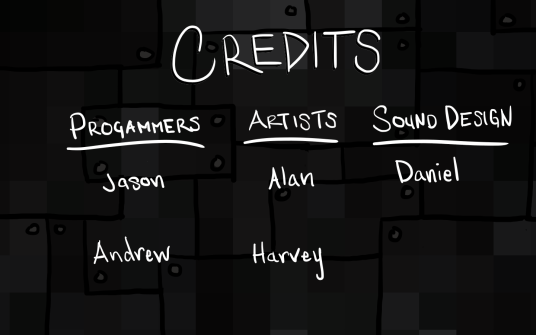 CREDITS
PROGAMMERS ARTISTS SOUND DESIGN
Jason Alan Daniel
Andrew Harvey